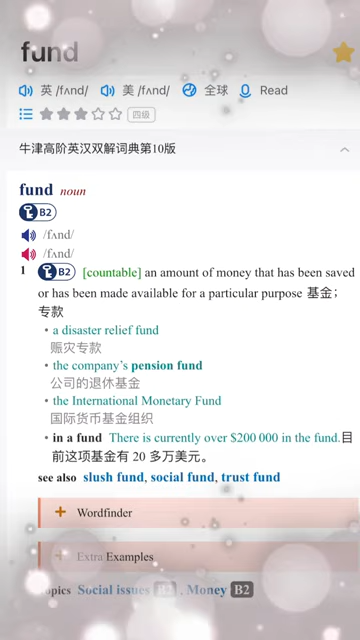 fund
英 /fʌnd/ 美 /fʌnd/ 全球 Read
四级
牛津高阶英汉双解词典第10版
fund noun
B2
/fʌnd/
/fʌnd/
1 B2 [countable] an amount of money that has been saved
or has been made available for a particular purpose 基金；
专款
• a disaster relief fund
赈灾专款
• the company's pension fund
公司的退休基金
• the International Monetary Fund
国际货币基金组织
• in a fund There is currently over $200 000 in the fund.目
前这项基金有 20 多万美元。
see also slush fund, social fund, trust fund
+ Wordfinder
+ Extra Examples
Topics Social issues B2 , Money B2